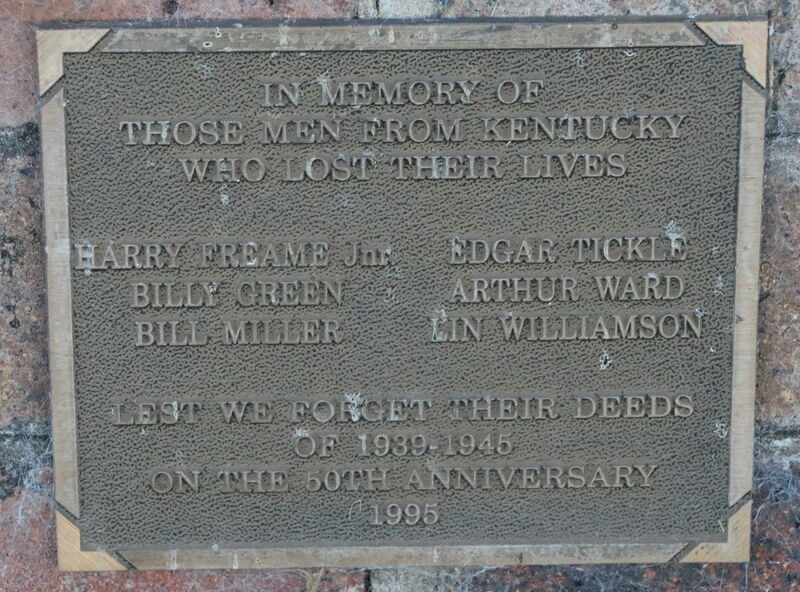 IN MEMORY OF
THOSE MEN FROM KENTUCKY
WHO LOST THEIR LIVES
HARRY FREAME Jnr. EDGAR TICKLE
BILLY GREEN ARTHUR WARD
BILL MILLER LIN WILLIAMSON
LEST WE FORGET THEIR DEEDS
OF 1939-1945
ON THE 50TH ANNIVERSARY
1995